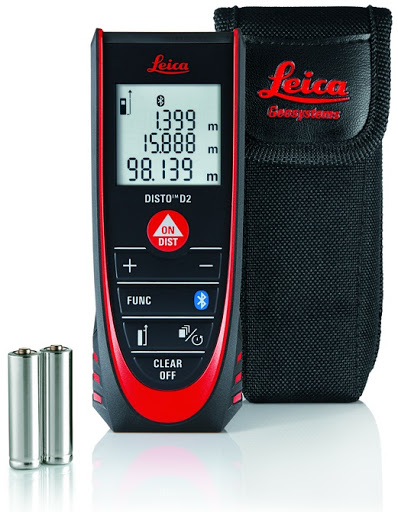 Leica
1.399 m
15.888 m
98.139 m
DISTO™ D2
ON
DIST
+ −
FUNC
CLEAR
OFF
Leica
Geosystems